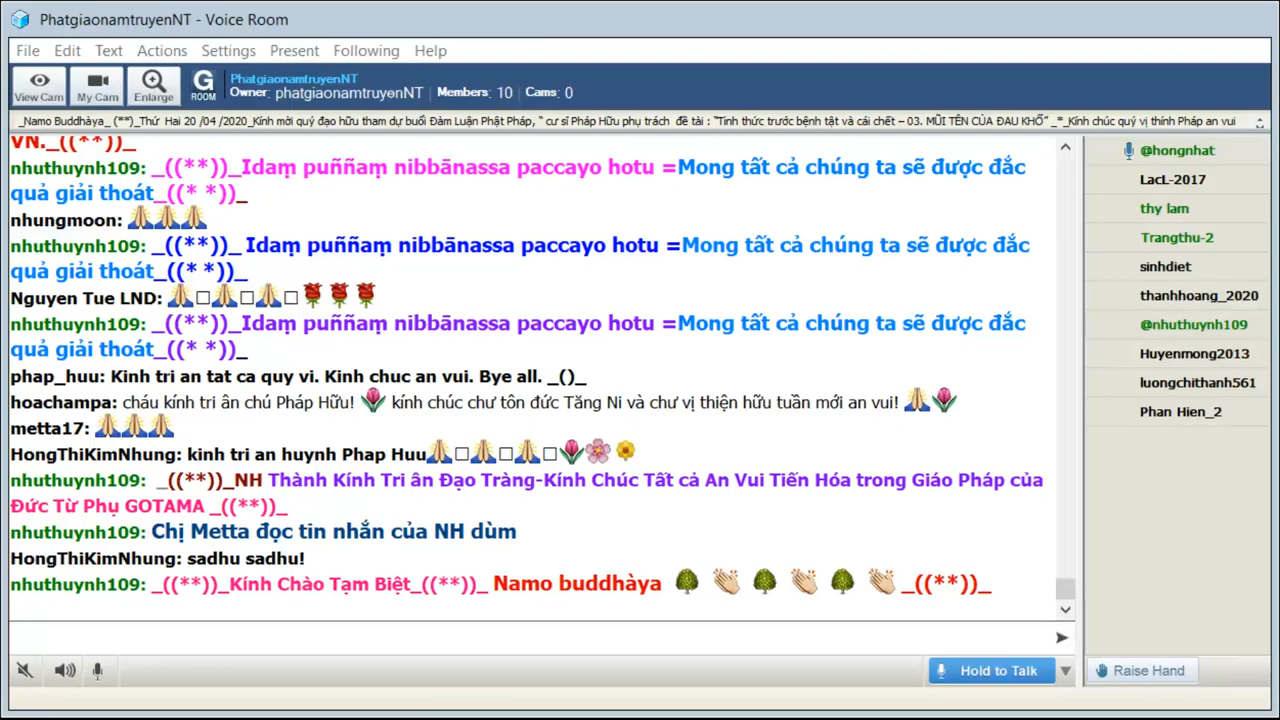 PhatgiaonamtruyenNT - Voice Room
File Edit Text Actions Settings Present Following Help
View Cam
My Cam
Enlarge
G
ROOM
PhatgiaonamtruyenNT
Owner: phatgiaonamtruyenNT Members: 10 Cams: 0
_Namo Buddhàya_ (**)_Thứ Hai 20 /04 /2020_Kính mời quý đạo hữu tham dự buổi Đàm Luận Phật Pháp, " cư sĩ Pháp Hữu phụ trách đề tài : "Tỉnh thức trước bệnh tật và cái chết – 03. MŨI TÊN CỦA ĐAU KHỔ" _*_Kính chúc quý vị thính Pháp an vui
VN._((**))_
nhuthuynh109: _((**))_Idaṃ puññaṃ nibbānassa paccayo hotu =Mong tất cả chúng ta sẽ được đắc
quả giải thoát_((* *))_
nhungmoon:
nhuthuynh109: _((**))_ Idaṃ puññaṃ nibbānassa paccayo hotu =Mong tất cả chúng ta sẽ được đắc
quả giải thoát_((* *))_
Nguyen Tue LND:
nhuthuynh109: _((**))_Idaṃ puññaṃ nibbānassa paccayo hotu =Mong tất cả chúng ta sẽ được đắc
quả giải thoát_((* *))_
phap_huu: Kinh tri an tat ca quy vi. Kinh chuc an vui. Bye all. _()_
hoachampa: cháu kính tri ân chú Pháp Hữu! kính chúc chư tôn đức Tăng Ni và chư vị thiện hữu tuần mới an vui!
metta17:
HongThiKimNhung: kinh tri an huynh Phap Huu
nhuthuynh109: _((**))_NH Thành Kính Tri ân Đạo Tràng-Kính Chúc Tất cả An Vui Tiến Hóa trong Giáo Pháp của
Đức Từ Phụ GOTAMA _((**))_
nhuthuynh109: Chị Metta đọc tin nhắn của NH dùm
HongThiKimNhung: sadhu sadhu!
nhuthuynh109: _((**))_Kính Chào Tạm Biệt_((**))_ Namo buddhàya _((**))_
@hongnhat
LacL-2017
thy lam
Trangthu-2
sinhdiet
thanhhoang_2020
@nhuthuynh109
Huyenmong2013
luongchithanh561
Phan Hien_2
Hold to Talk
Raise Hand